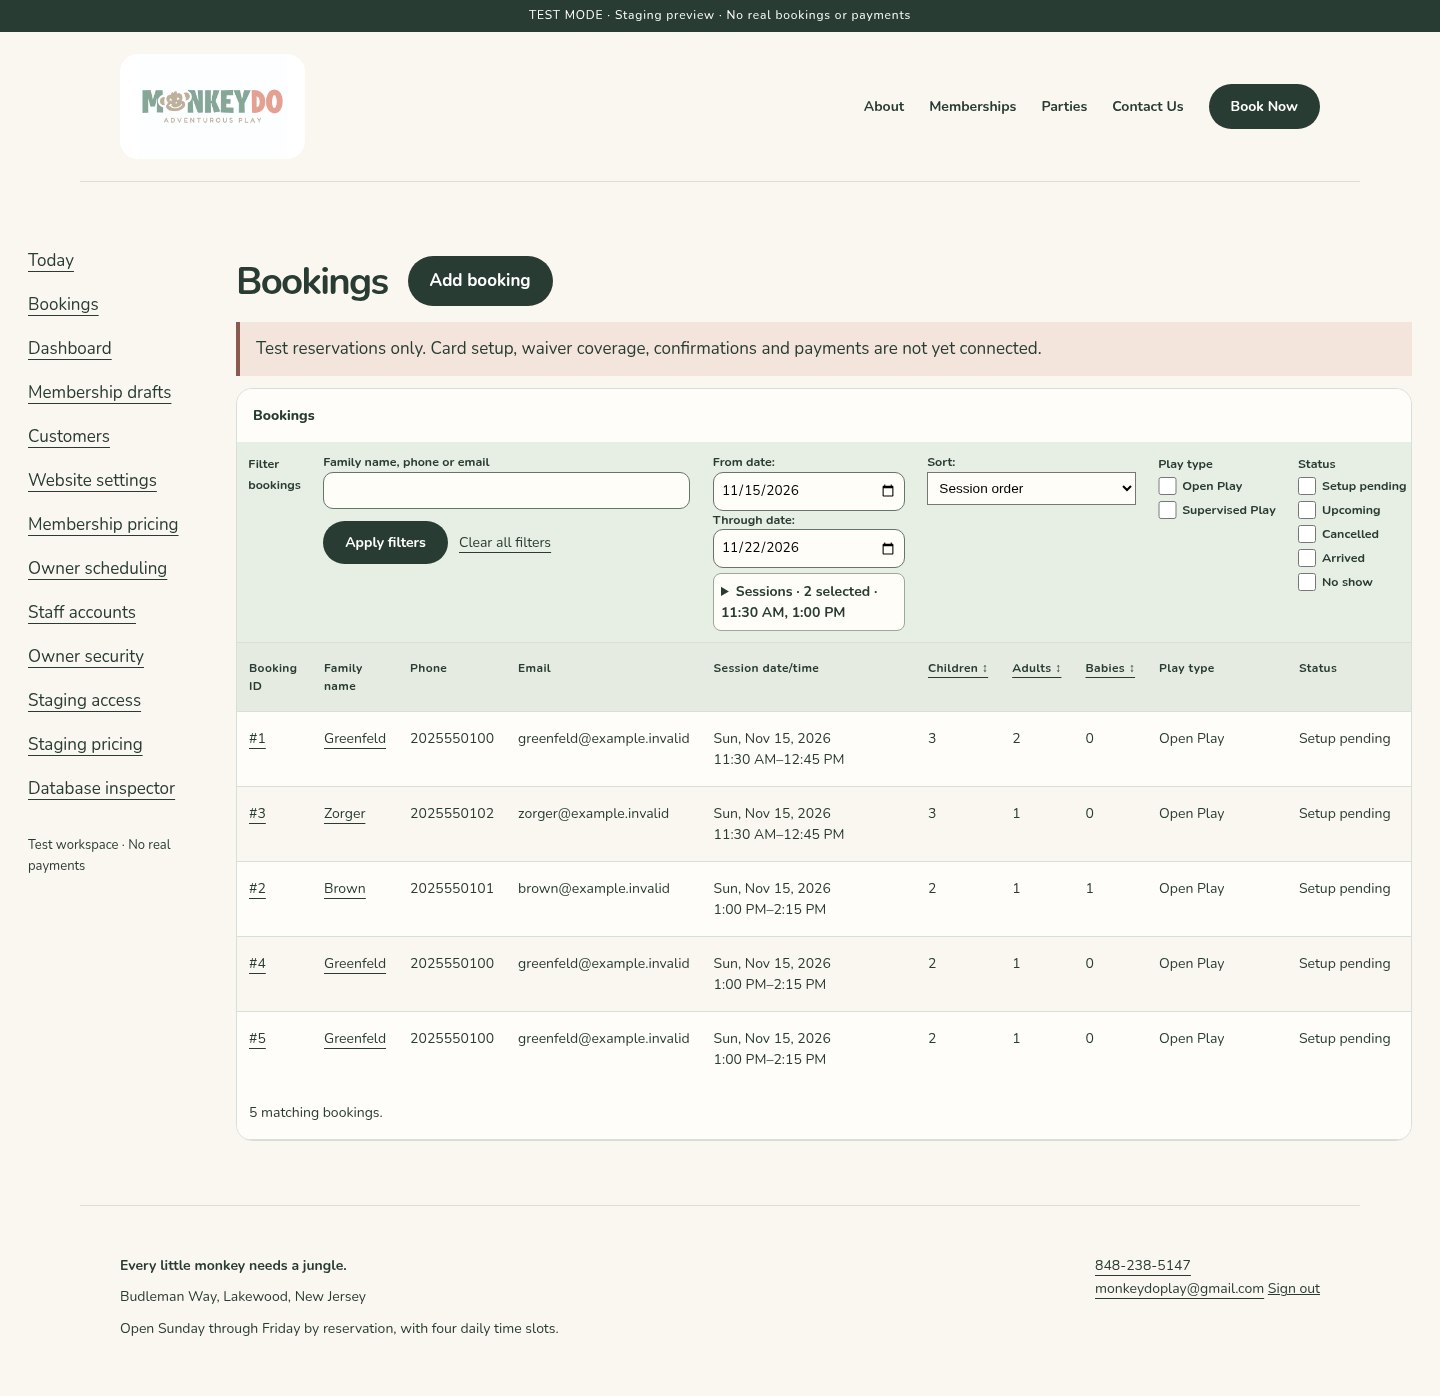 TEST MODE · Staging preview · No real bookings or payments
MONKEYDO
ADVENTUROUS PLAY
About Memberships Parties Contact Us Book Now
Today
Bookings
Dashboard
Membership drafts
Customers
Website settings
Membership pricing
Owner scheduling
Staff accounts
Owner security
Staging access
Staging pricing
Database inspector
Test workspace · No real
payments
Bookings Add booking
Test reservations only. Card setup, waiver coverage, confirmations and payments are not yet connected.
Bookings
Filter
bookings
Family name, phone or email
Apply filters Clear all filters
From date:
11/15/2026
Through date:
11/22/2026
▶ Sessions · 2 selected ·
11:30 AM, 1:00 PM
Sort:
Session order
Play type
Open Play
Supervised Play
Status
Setup pending
Upcoming
Cancelled
Arrived
No show
Booking ID Family name Phone Email Session date/time Children ↕ Adults ↕ Babies ↕ Play type Status
#1 Greenfeld 2025550100 greenfeld@example.invalid Sun, Nov 15, 2026 3 2 0 Open Play Setup pending
11:30 AM–12:45 PM
#3 Zorger 2025550102 zorger@example.invalid Sun, Nov 15, 2026 3 1 0 Open Play Setup pending
11:30 AM–12:45 PM
#2 Brown 2025550101 brown@example.invalid Sun, Nov 15, 2026 2 1 1 Open Play Setup pending
1:00 PM–2:15 PM
#4 Greenfeld 2025550100 greenfeld@example.invalid Sun, Nov 15, 2026 2 1 0 Open Play Setup pending
1:00 PM–2:15 PM
#5 Greenfeld 2025550100 greenfeld@example.invalid Sun, Nov 15, 2026 2 1 0 Open Play Setup pending
1:00 PM–2:15 PM
5 matching bookings.
Every little monkey needs a jungle.
Budleman Way, Lakewood, New Jersey
Open Sunday through Friday by reservation, with four daily time slots.
848-238-5147
monkeydoplay@gmail.com Sign out